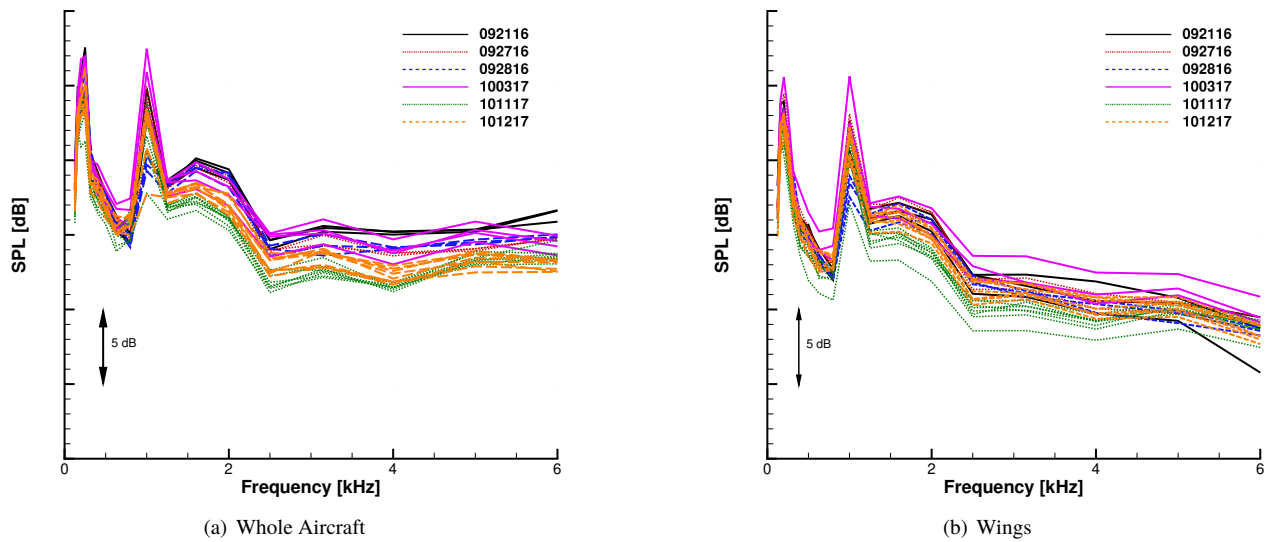 092116
092716
092816
100317
101117
101217
SPL [dB]
5 dB
0 2 4 6
Frequency [kHz]
(a) Whole Aircraft
092116
092716
092816
100317
101117
101217
SPL [dB]
5 dB
0 2 4 6
Frequency [kHz]
(b) Wings